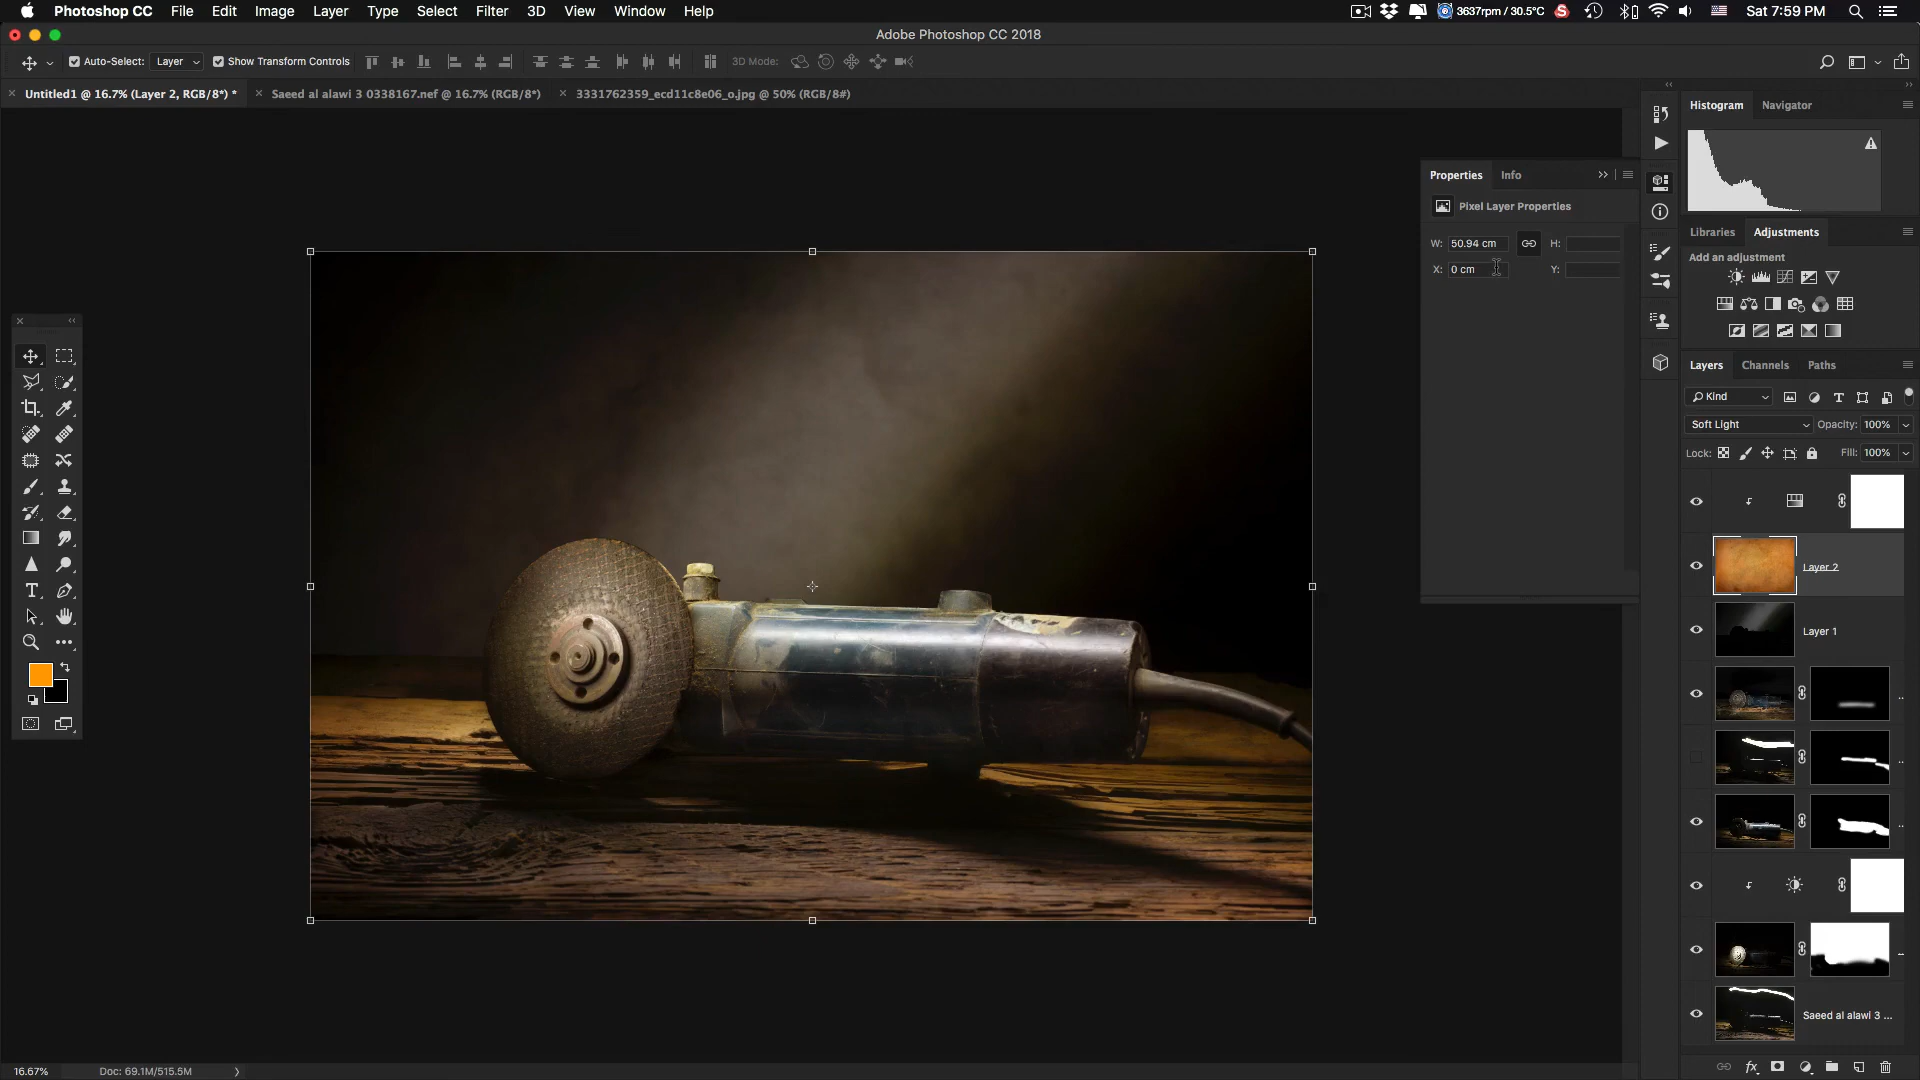 Photoshop CC File Edit Image Layer Type Select Filter 3D View Window Help 3637rpm / 30.5°C Sat 7:59 PM
Adobe Photoshop CC 2018
Auto-Select: Layer Show Transform Controls 3D Mode:
Untitled1 @ 16.7% (Layer 2, RGB/8*) * Saeed al alawi 3 0338167.nef @ 16.7% (RGB/8*) 3331762359_ecd11c8e06_o.jpg @ 50% (RGB/8#)
Histogram Navigator
Properties Info
Pixel Layer Properties
W: 50.94 cm H:
X: 0 cm Y:
Libraries Adjustments
Add an adjustment
Layers Channels Paths
Kind
Soft Light Opacity: 100%
Lock: Fill: 100%
Layer 2
Layer 1
Saeed al alawi 3 ...
fx
16.67% Doc: 69.1M/515.5M